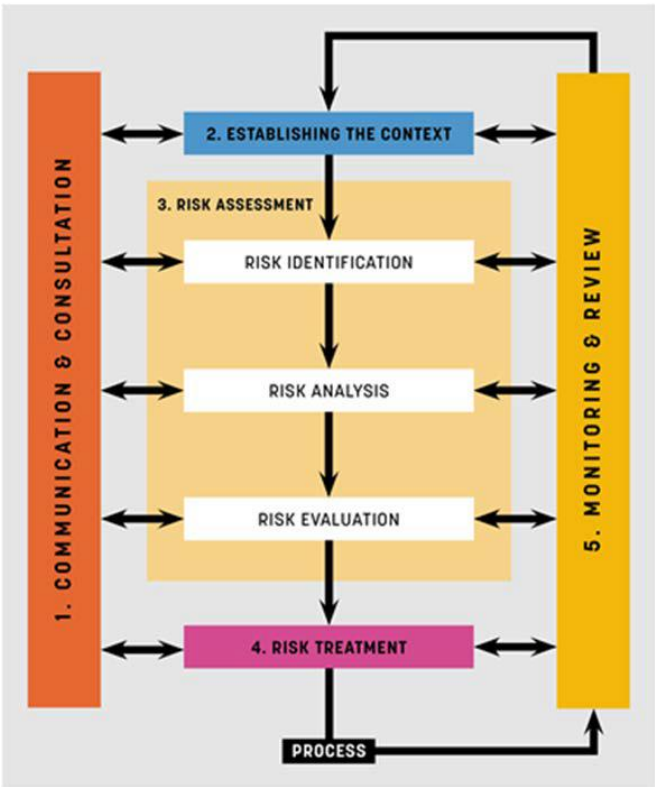 1. COMMUNICATION & CONSULTATION
2. ESTABLISHING THE CONTEXT
3. RISK ASSESSMENT
RISK IDENTIFICATION
RISK ANALYSIS
RISK EVALUATION
4. RISK TREATMENT
PROCESS
5. MONITORING & REVIEW